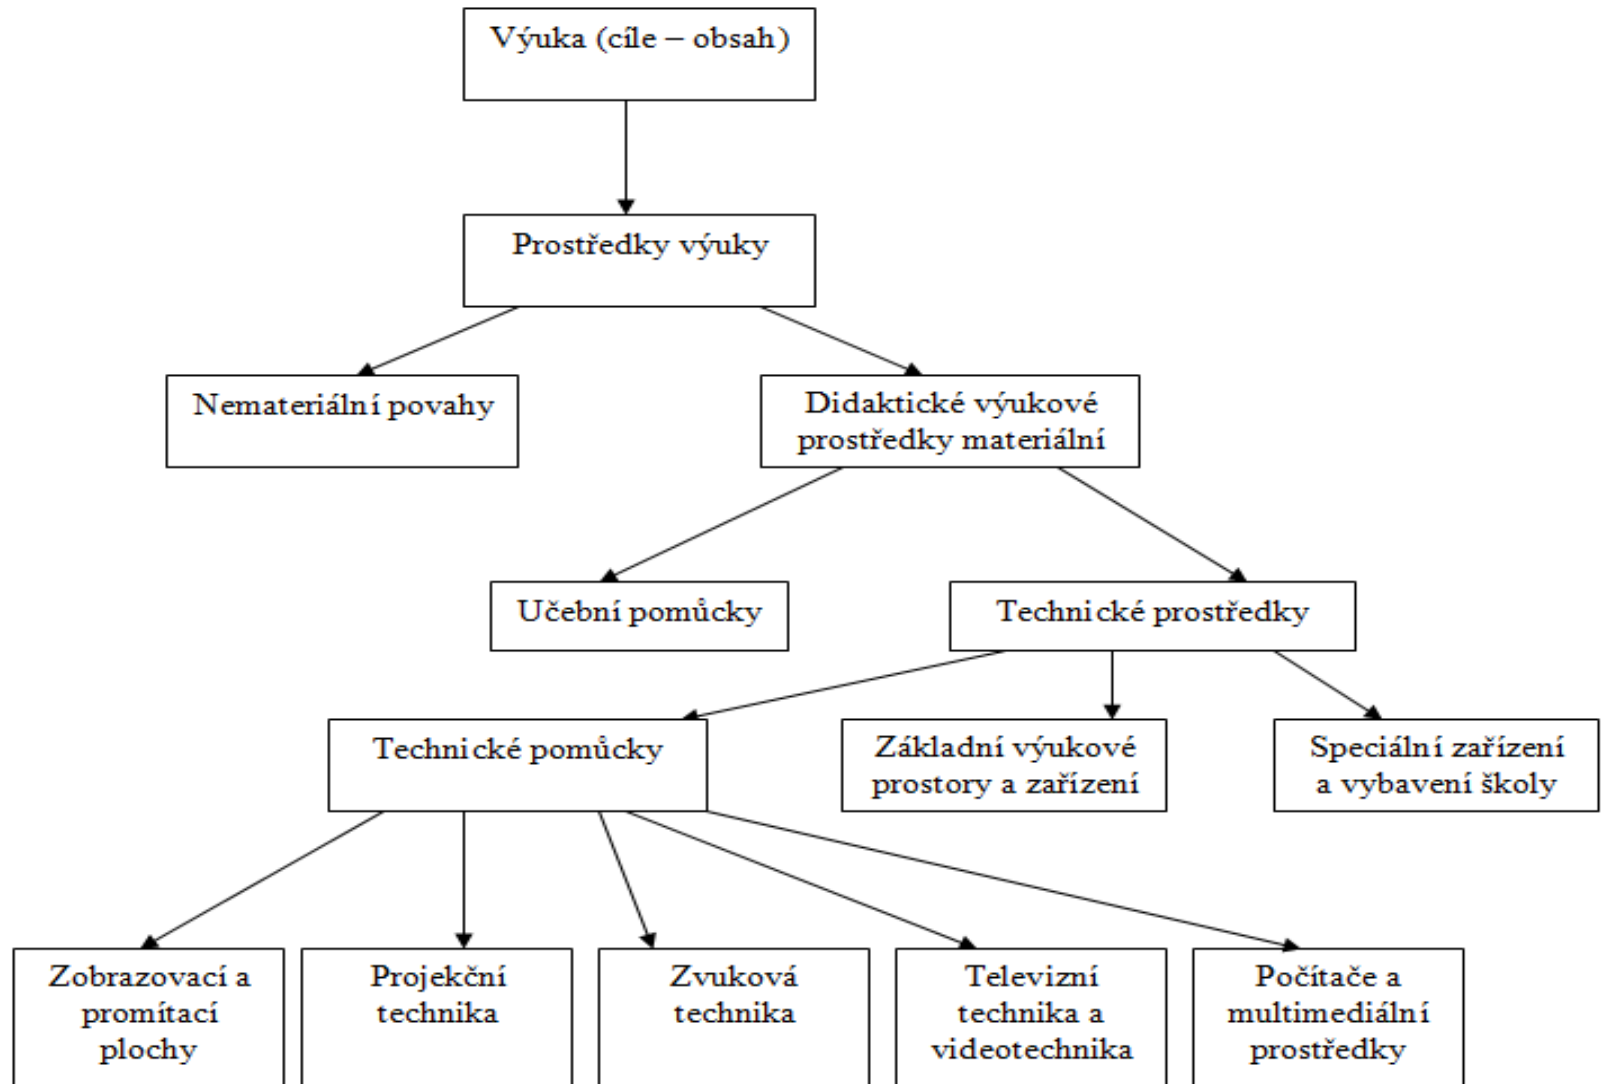 Výuka (cíle – obsah)
Prostředky výuky
Nemateriální povahy
Didaktické výukové
prostředky materiální
Učební pomůcky
Technické prostředky
Technické pomůcky
Základní výukové
prostory a zařízení
Speciální zařízení
a vybavení školy
Zobrazovací a
promítací
plochy
Projekční
technika
Zvuková
technika
Televizní
technika a
videotechnika
Počítače a
multimediální
prostředky